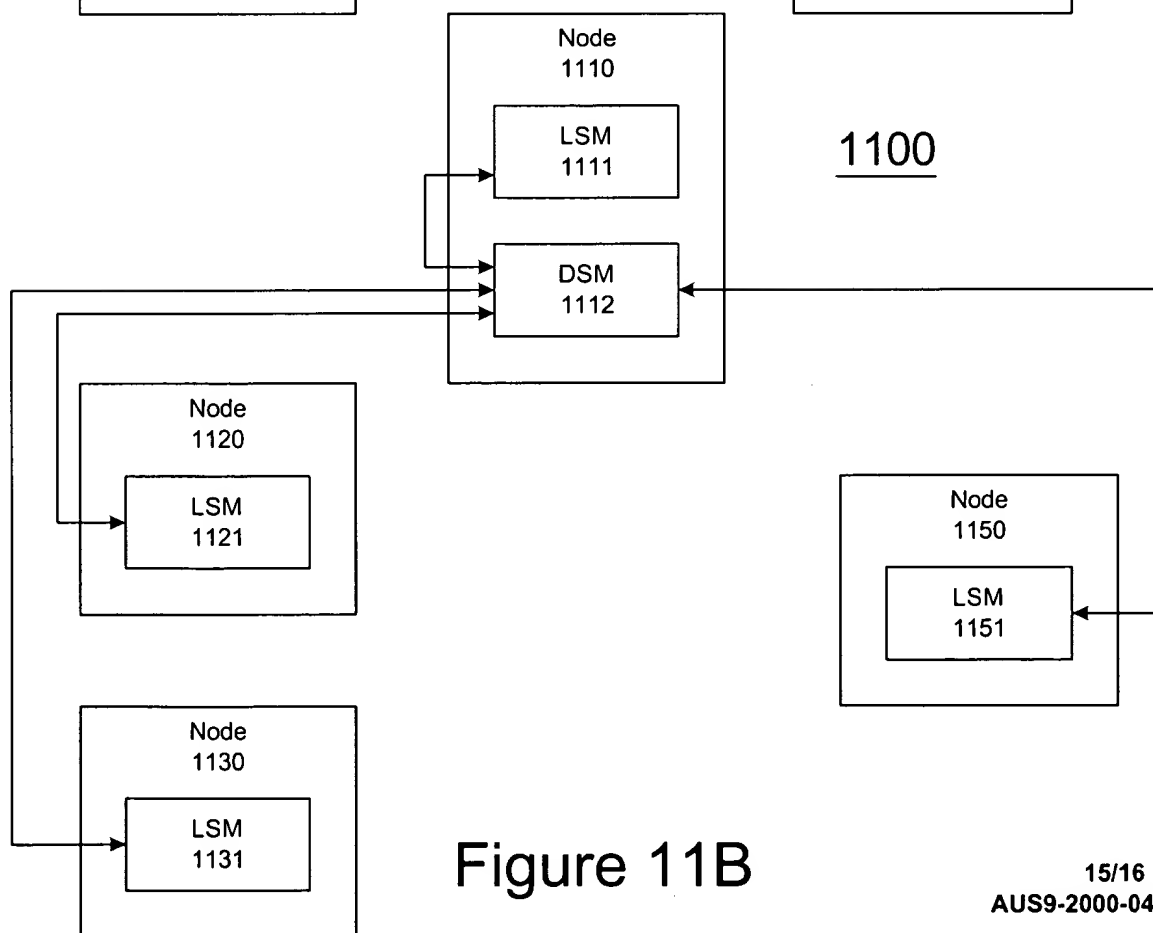 Node
1110
LSM
1111
1100
DSM
1112
Node
1120
LSM
1121
Node
1150
LSM
1151
Node
1130
LSM
1131
Figure 11B
15/16
AUS9-2000-04